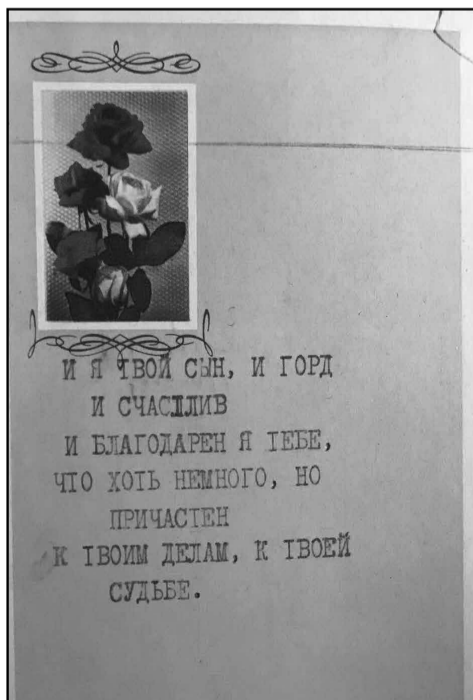 И Я ТВОЙ СЫН, И ГОРД
И СЧАСТЛИВ
И БЛАГОДАРЕН Я ТЕБЕ,
ЧТО ХОТЬ НЕМНОГО, НО
ПРИЧАСТЕН
К ТВОИМ ДЕЛАМ, К ТВОЕЙ
СУДЬБЕ.